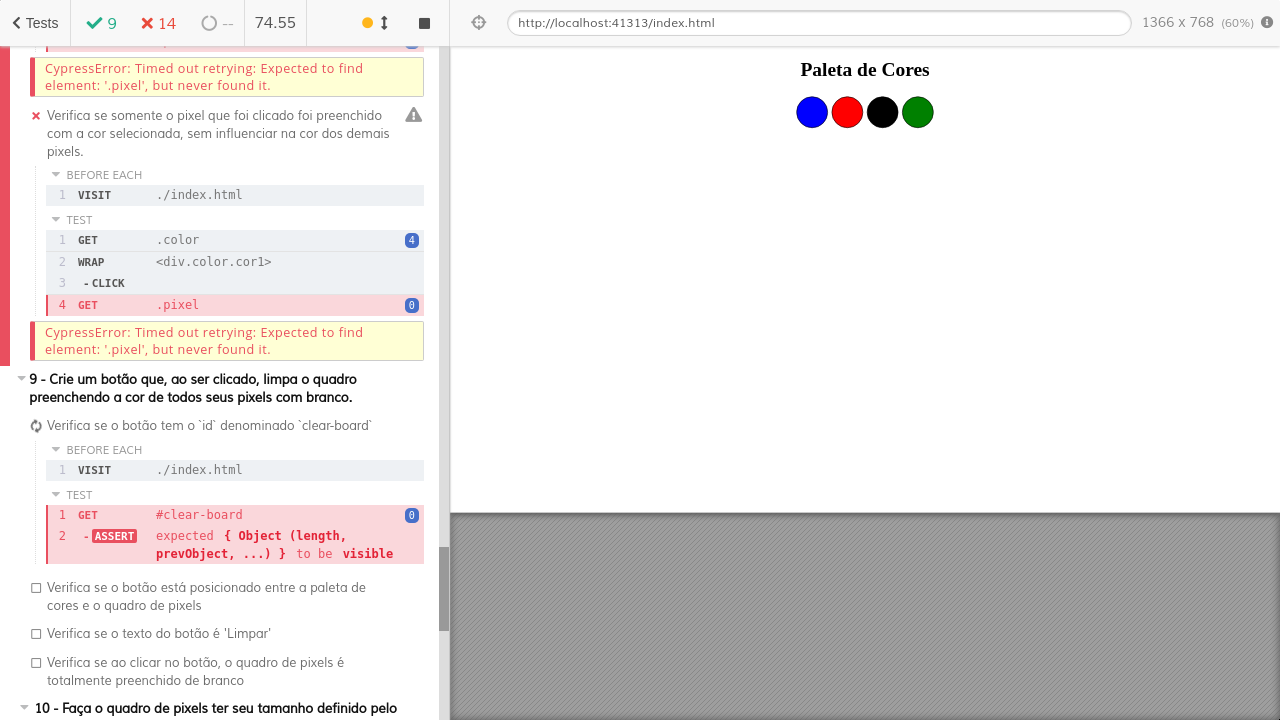 Tests
9
14
--
74.55
http://localhost:41313/index.html
1366 x 768 (60%)
CypressError: Timed out retrying: Expected to find
element: '.pixel', but never found it.
Verifica se somente o pixel que foi clicado foi preenchido
com a cor selecionada, sem influenciar na cor dos demais
pixels.
BEFORE EACH
1 VISIT ./index.html
TEST
1 GET .color 4
2 WRAP <div.color.cor1>
3 -CLICK
4 GET .pixel 0
CypressError: Timed out retrying: Expected to find
element: '.pixel', but never found it.
9 - Crie um botão que, ao ser clicado, limpa o quadro
preenchendo a cor de todos seus pixels com branco.
Verifica se o botão tem o `id` denominado `clear-board`
BEFORE EACH
1 VISIT ./index.html
TEST
1 GET #clear-board 0
2 -ASSERT expected { Object (length,
prevObject, ...) } to be visible
Verifica se o botão está posicionado entre a paleta de
cores e o quadro de pixels
Verifica se o texto do botão é 'Limpar'
Verifica se ao clicar no botão, o quadro de pixels é
totalmente preenchido de branco
10 - Faça o quadro de pixels ter seu tamanho definido pelo
Paleta de Cores